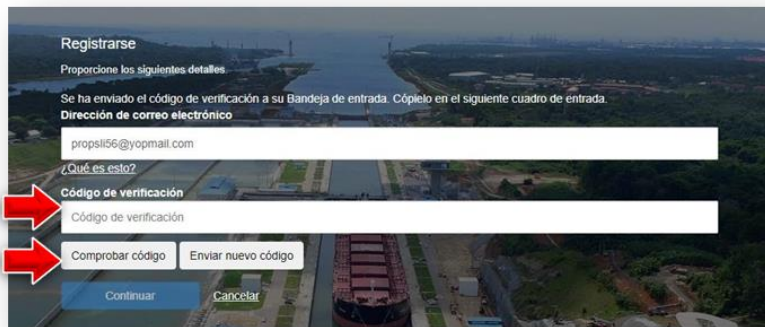 Registrarse
Proporcione los siguientes detalles.
Se ha enviado el código de verificación a su Bandeja de entrada. Cópielo en el siguiente cuadro de entrada.
Dirección de correo electrónico
propsli56@yopmail.com
¿Qué es esto?
Código de verificación
Código de verificación
Comprobar código Enviar nuevo código
Continuar Cancelar